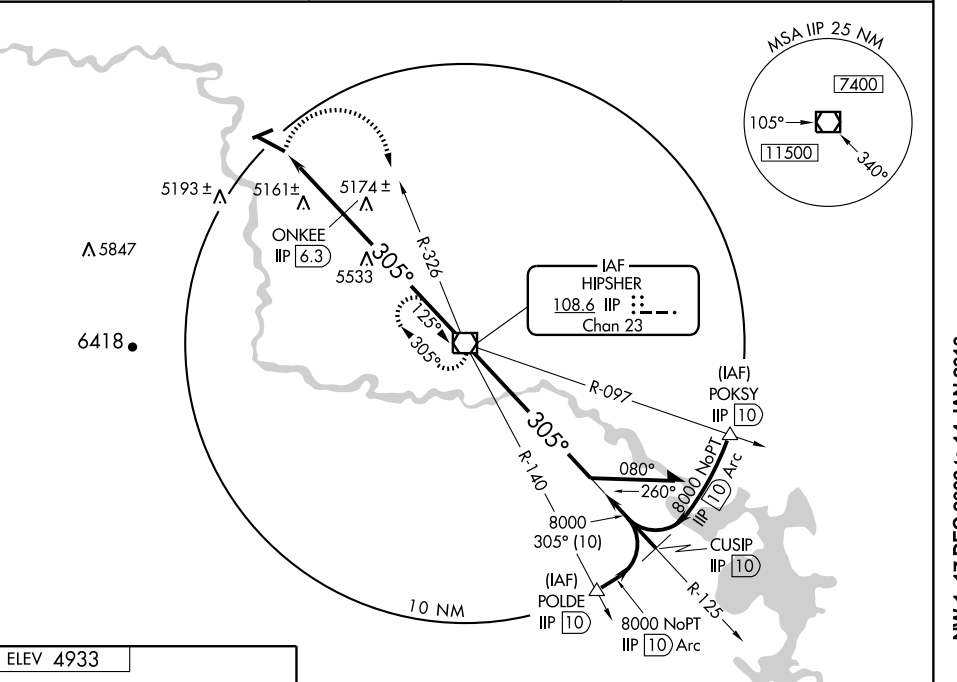 MSA IIP 25 NM
7400
105°
11500
340°
5193 ±
5161±
5174 ±
ONKEE
IIP 6.3
5847
5533
305°
R-326
IAF
HIPSHER
108.6 IIP
Chan 23
6418
125°
305°
R-097
(IAF)
POKSY
IIP 10
305°
R-140
080°
260°
8000 NoPT
IIP 10 Arc
8000
305° (10)
CUSIP
IIP 10
(IAF)
POLDE
IIP 10
R-125
10 NM
8000 NoPT
IIP 10 Arc
ELEV 4933